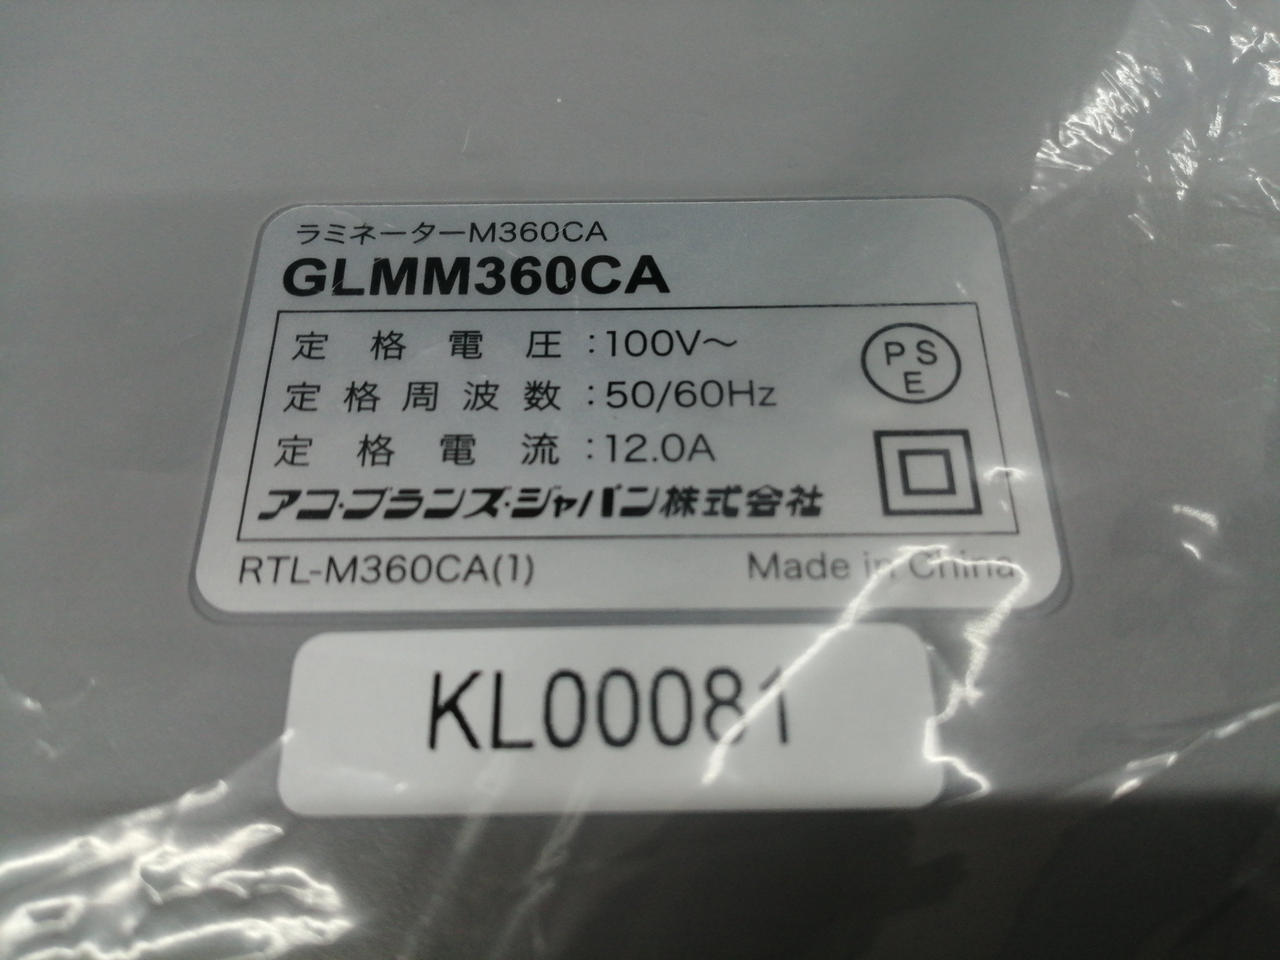 ラミネーターM360CA
GLMM360CA
定格電圧:100V～
定格周波数:50/60Hz
定格電流:12.0A
PSE
アコ・ブランズ・ジャパン株式会社
RTL-M360CA(1)
Made in China
KL00081